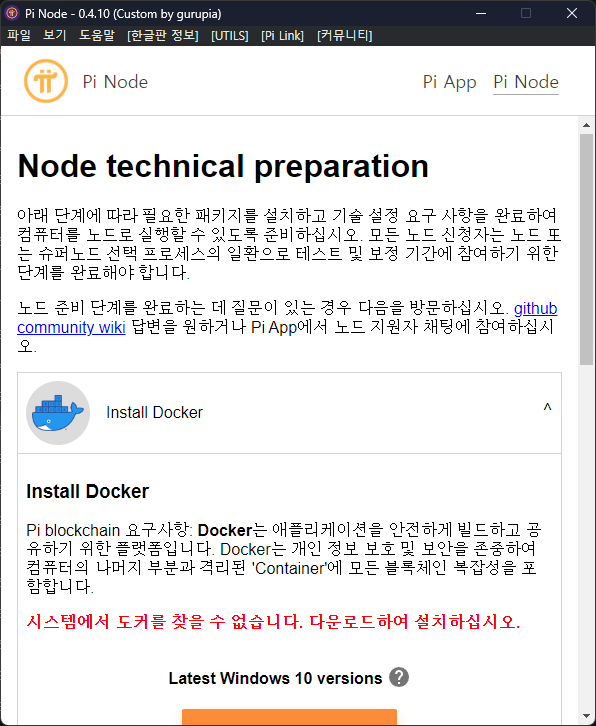 Pi Node - 0.4.10 (Custom by gurupia)
파일 보기 도움말 [한글판 정보] [UTILS] [Pi Link] [커뮤니티]
Pi Node Pi App Pi Node
Node technical preparation
아래 단계에 따라 필요한 패키지를 설치하고 기술 설정 요구 사항을 완료하여
컴퓨터를 노드로 실행할 수 있도록 준비하십시오. 모든 노드 신청자는 노드 또
는 슈퍼노드 선택 프로세스의 일환으로 테스트 및 보정 기간에 참여하기 위한
단계를 완료해야 합니다.
노드 준비 단계를 완료하는 데 질문이 있는 경우 다음을 방문하십시오. github
community wiki 답변을 원하거나 Pi App에서 노드 지원자 채팅에 참여하십시
오.
Install Docker ^
Install Docker
Pi blockchain 요구사항: Docker는 애플리케이션을 안전하게 빌드하고 공
유하기 위한 플랫폼입니다. Docker는 개인 정보 보호 및 보안을 존중하여
컴퓨터의 나머지 부분과 격리된 'Container'에 모든 블록체인 복잡성을 포
함합니다.
시스템에서 도커를 찾을 수 없습니다. 다운로드하여 설치하십시오.
Latest Windows 10 versions ?